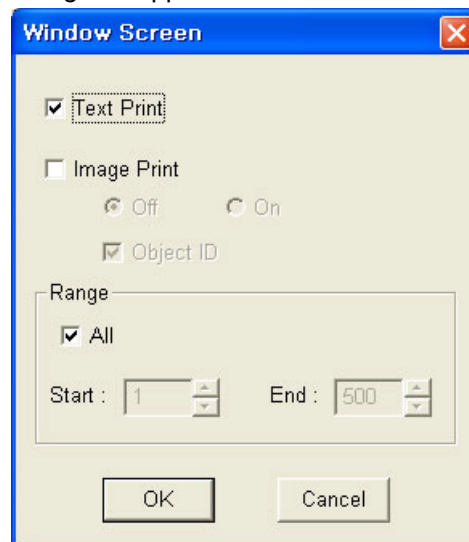 Window Screen
Text Print
Image Print
Off On
Object ID
Range
All
Start : 1 End : 500
OK Cancel